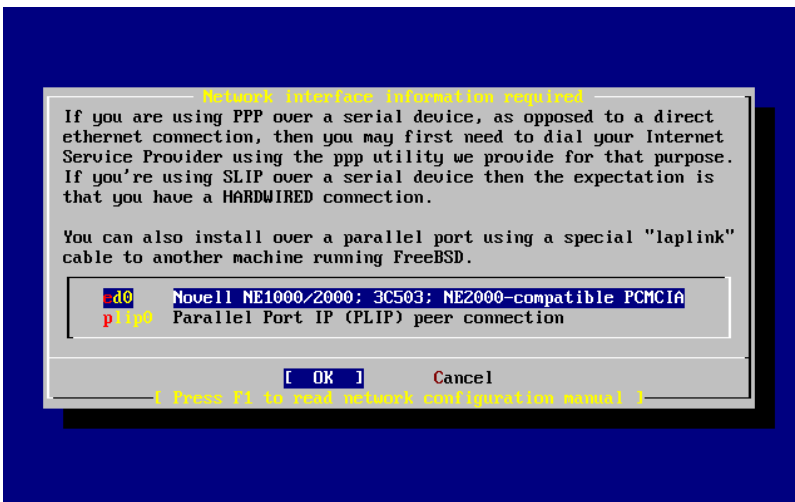 Network interface information required
If you are using PPP over a serial device, as opposed to a direct
ethernet connection, then you may first need to dial your Internet
Service Provider using the ppp utility we provide for that purpose.
If you're using SLIP over a serial device then the expectation is
that you have a HARDWIRED connection.
You can also install over a parallel port using a special "laplink"
cable to another machine running FreeBSD.
ed0 Novell NE1000/2000; 3C503; NE2000-compatible PCMCIA
plip0 Parallel Port IP (PLIP) peer connection
[ OK ] Cancel
[ Press F1 to read network configuration manual ]